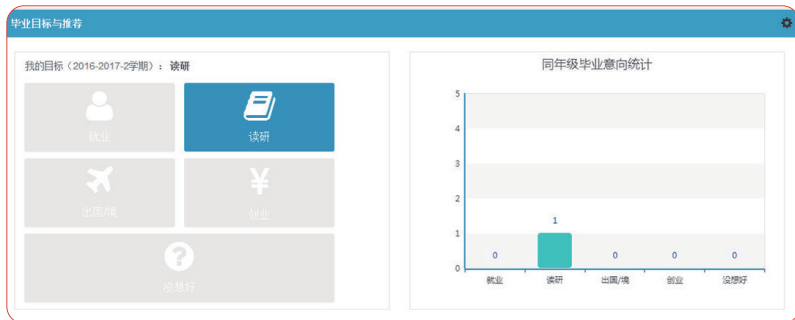 毕业目标与推荐
我的目标（2016-2017-2学期）：读研
就业
读研
出国/境
创业
没想好
同年级毕业意向统计
5
4
3
2
1
0
0
1
0
0
0
就业
读研
出国/境
创业
没想好